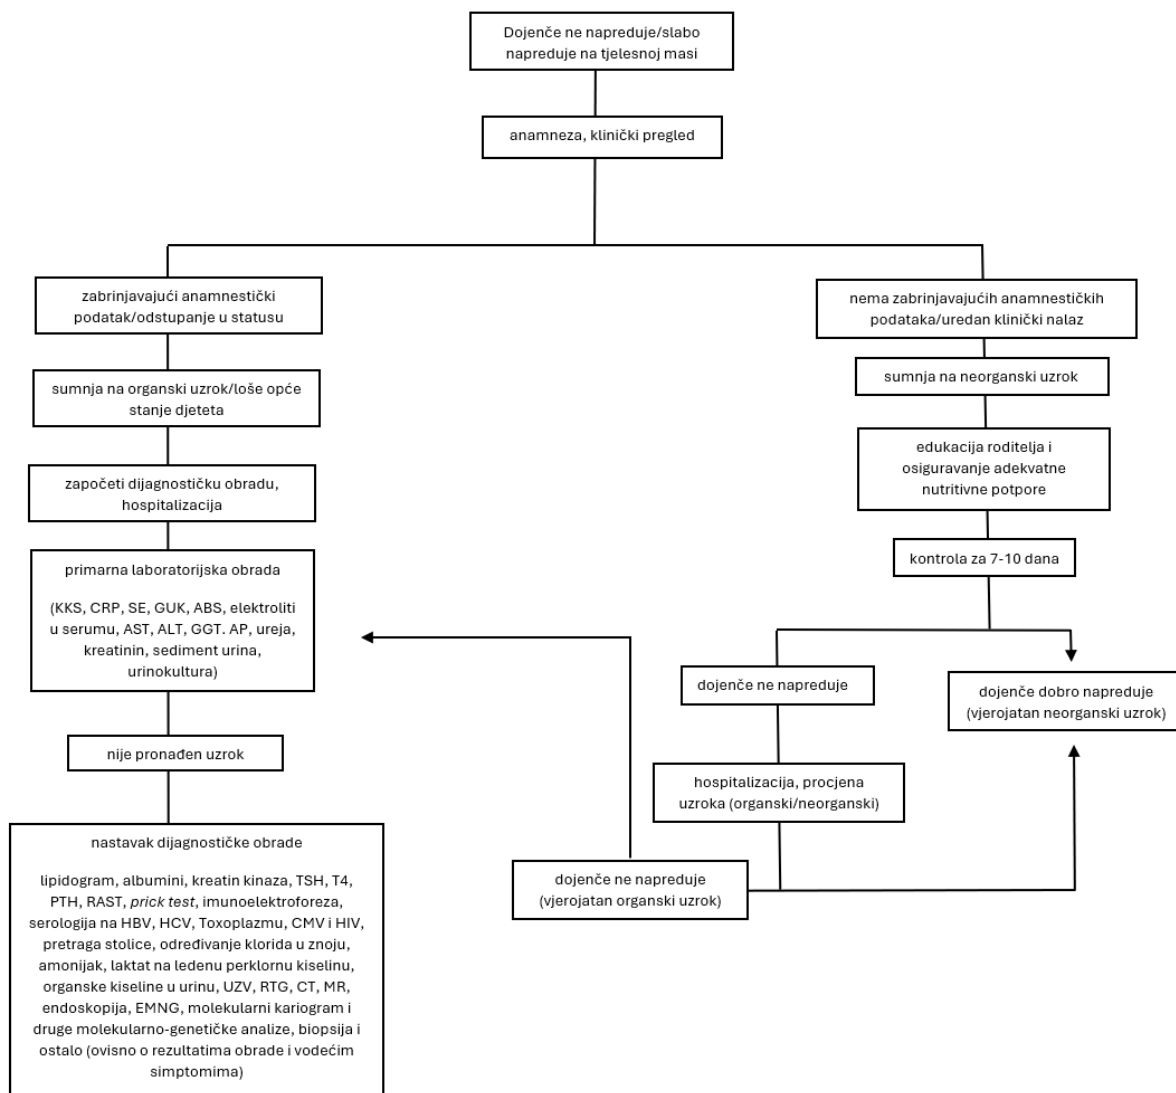 Dojenče ne napreduje/slabo
napreduje na tjelesnoj masi
anamneza, klinički pregled
zabrinjavajući anamnestički
podatak/odstupanje u statusu
sumnja na organski uzrok/loše opće
stanje djeteta
započeti dijagnostičku obradu,
hospitalizacija
primarna laboratorijska obrada
(KKS, CRP, SE, GUK, ABS, elektroliti
u serumu, AST, ALT, GGT. AP, ureja,
kreatinin, sediment urina,
urinokultura)
nije pronađen uzrok
nastavak dijagnostičke obrade
lipidogram, albumini, kreatin kinaza, TSH, T4,
PTH, RAST, prick test, imunoelektroforeza,
serologija na HBV, HCV, Toxoplazmu, CMV i HIV,
pretraga stolice, određivanje klorida u znoju,
amonijak, laktat na ledenu perklornu kiselinu,
organske kiseline u urinu, UZV, RTG, CT, MR,
endoskopija, EMNG, molekularni kariogram i
druge molekularno-genetičke analize, biopsija i
ostalo (ovisno o rezultatima obrade i vodećim
simptomima)
nema zabrinjavajućih anamnestičkih
podataka/uredan klinički nalaz
sumnja na neorganski uzrok
edukacija roditelja i
osiguravanje adekvatne
nutritivne potpore
kontrola za 7-10 dana
dojenče ne napreduje
dojenče dobro napreduje
(vjerojatan neorganski uzrok)
hospitalizacija, procjena
uzroka (organski/neorganski)
dojenče ne napreduje
(vjerojatan organski uzrok)